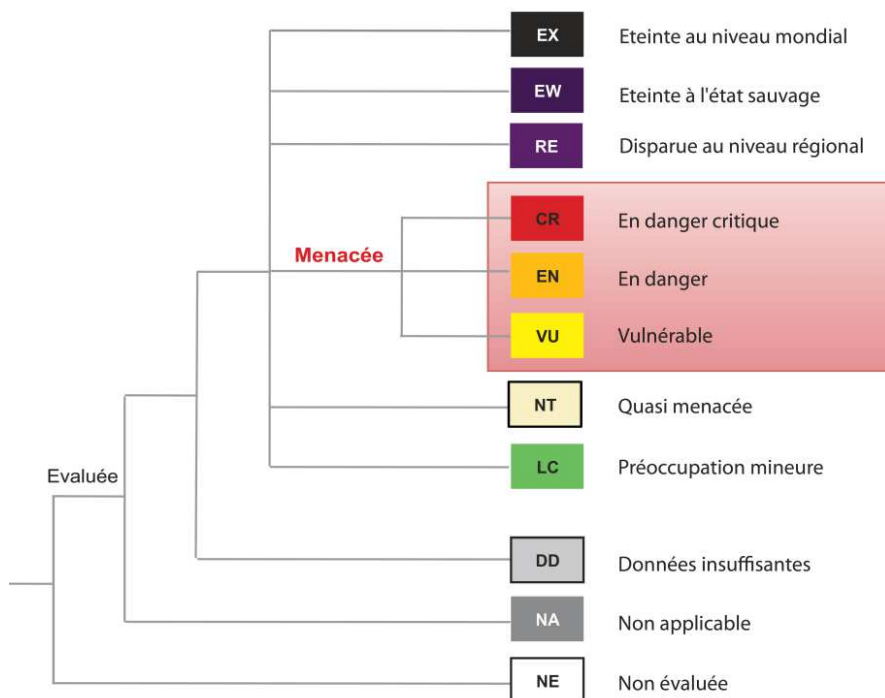 EX Eteinte au niveau mondial
EW Eteinte à l'état sauvage
RE Disparue au niveau régional
CR En danger critique
Menacée EN En danger
VU Vulnérable
NT Quasi menacée
LC Préoccupation mineure
Evaluée
DD Données insuffisantes
NA Non applicable
NE Non évaluée